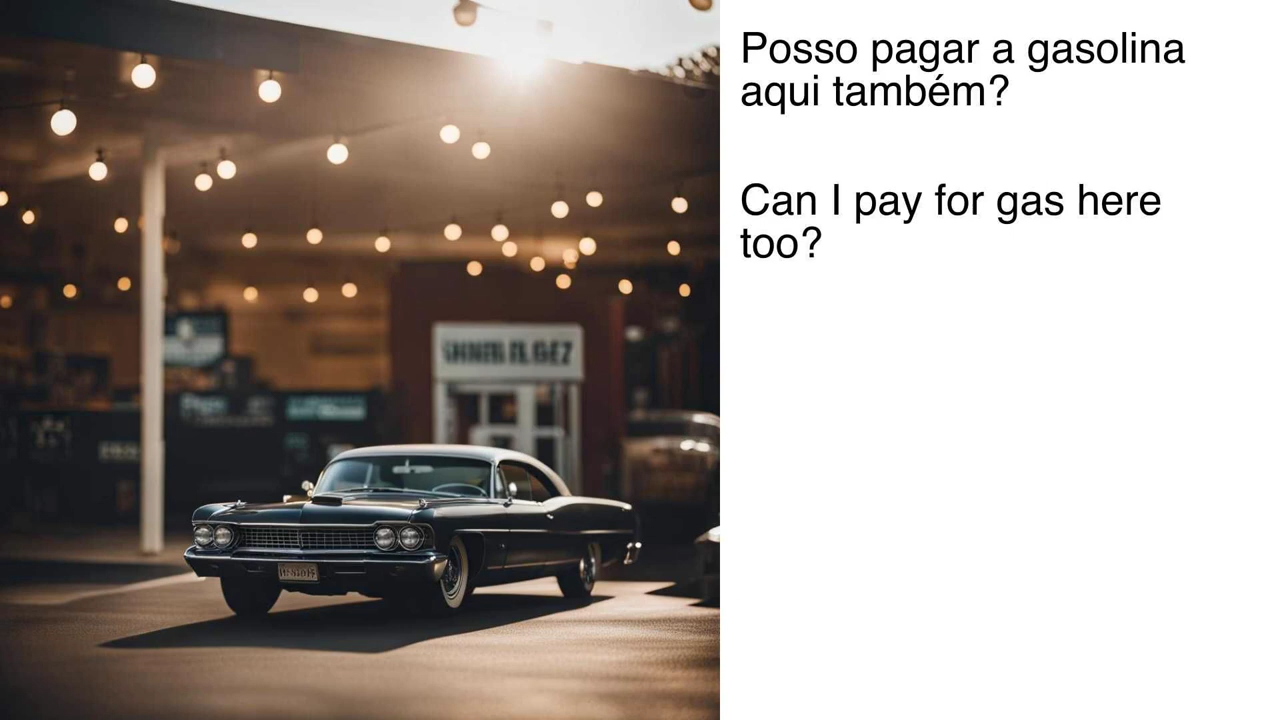 Posso pagar a gasolina
aqui também?
Can I pay for gas here
too?